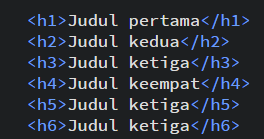 <h1>Judul pertama</h1>
<h2>Judul kedua</h2>
<h3>Judul ketiga</h3>
<h4>Judul keempat</h4>
<h5>Judul ketiga</h5>
<h6>Judul ketiga</h6>